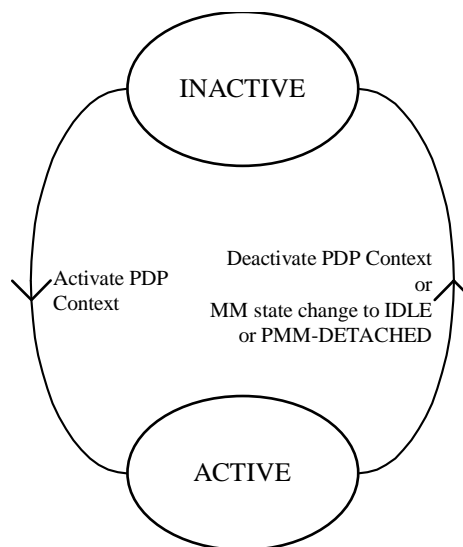 INACTIVE
Activate PDP
Context
Deactivate PDP Context
or
MM state change to IDLE
or PMM-DETACHED
ACTIVE